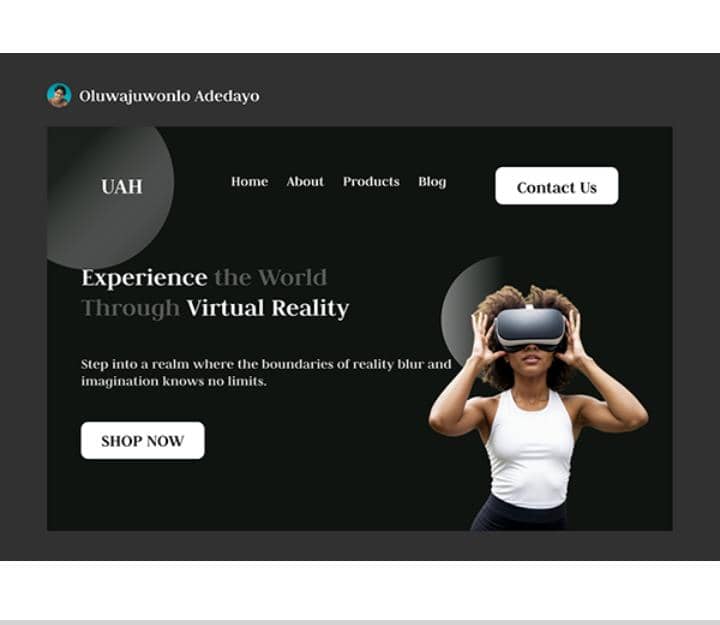 Oluwajuwonlo Adedayo
UAH
Home About Products Blog
Contact Us
Experience the World
Through Virtual Reality
Step into a realm where the boundaries of reality blur and
imagination knows no limits.
SHOP NOW